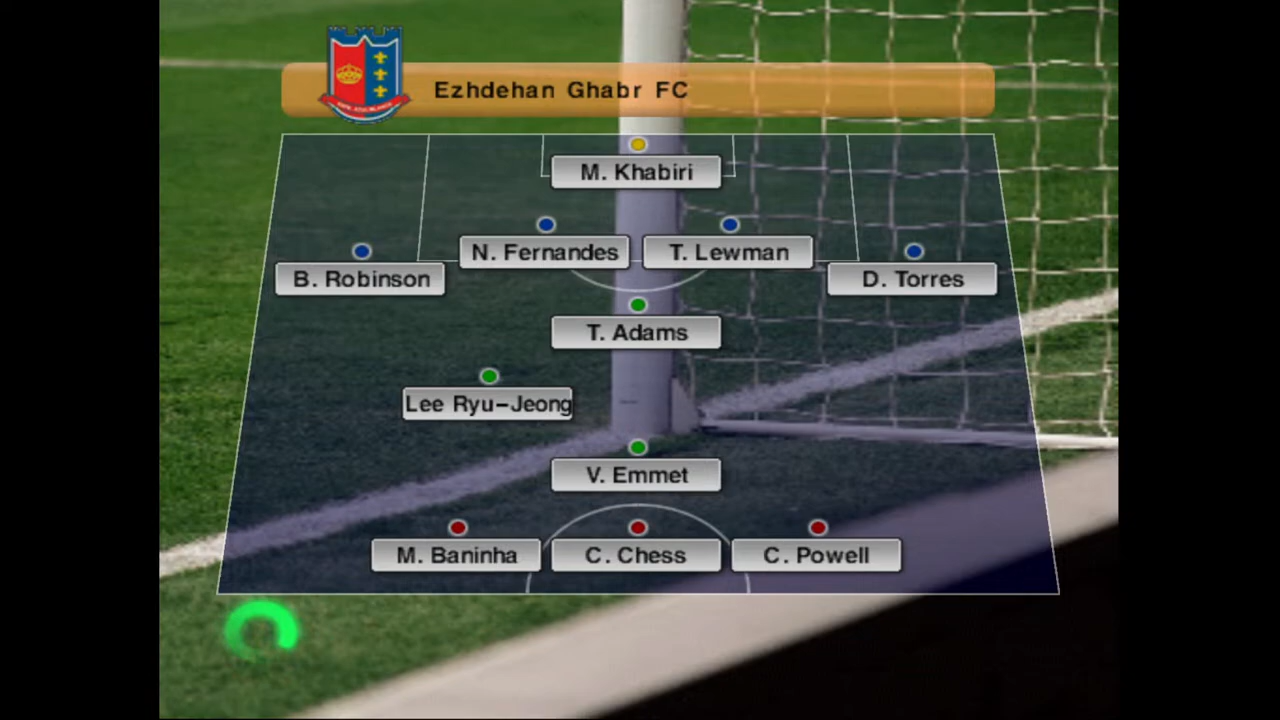 Ezhdehan Ghabr FC
M. Khabiri
N. Fernandes
T. Lewman
B. Robinson
D. Torres
T. Adams
Lee Ryu-Jeong
V. Emmet
M. Baninha
C. Chess
C. Powell